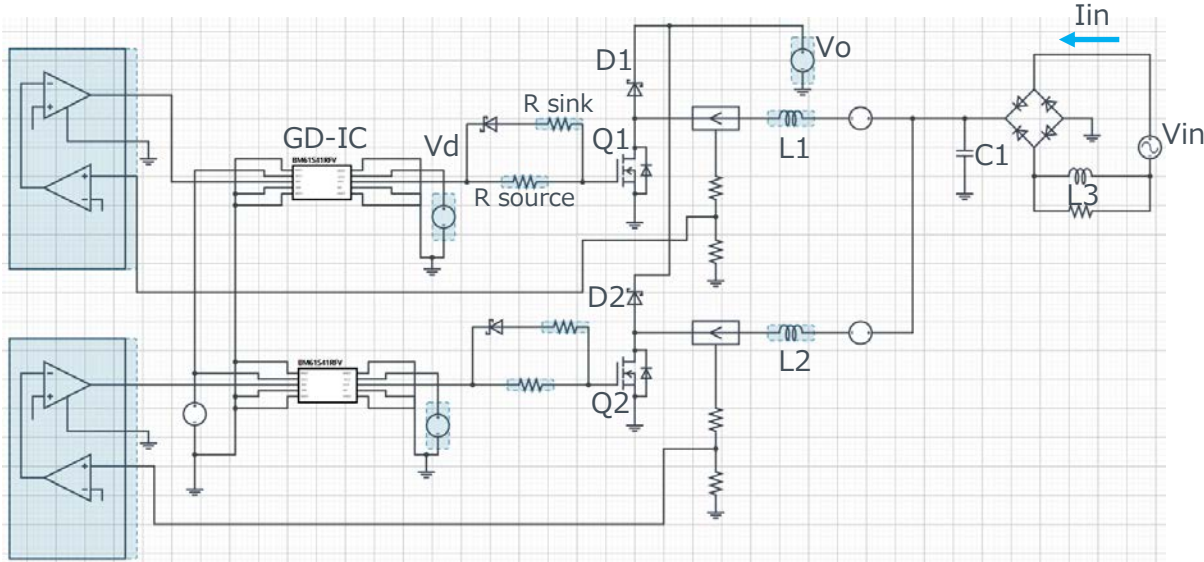 Iin
Vo
D1
R sink
GD-IC
Vd
Q1
BM61S41RFV
L1
C1
Vin
R source
L3
D2
BM61S41RFV
L2
Q2